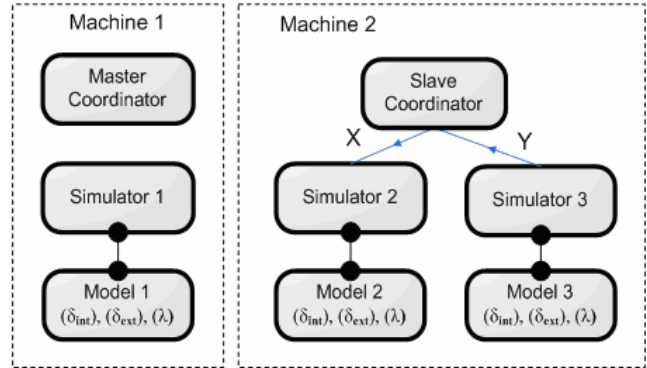 Machine 1
Machine 2
Master
Coordinator
Slave
Coordinator
X
Y
Simulator 1
Simulator 2
Simulator 3
Model 1
(δint), (δext), (λ)
Model 2
(δint), (δext), (λ)
Model 3
(δint), (δext), (λ)